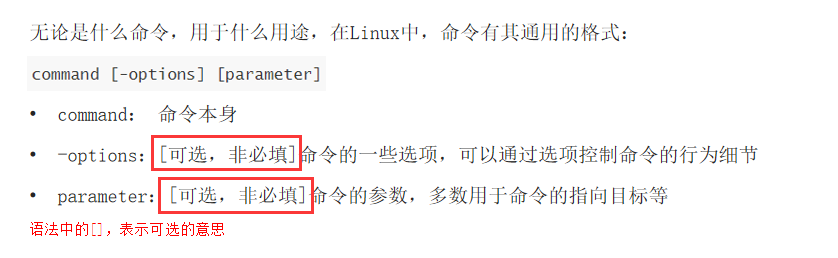 无论是什么命令，用于什么用途，在Linux中，命令有其通用的格式：
command [-options] [parameter]
• command： 命令本身
• -options：[可选，非必填]命令的一些选项，可以通过选项控制命令的行为细节
• parameter：[可选，非必填]命令的参数，多数用于命令的指向目标等
语法中的[]，表示可选的意思